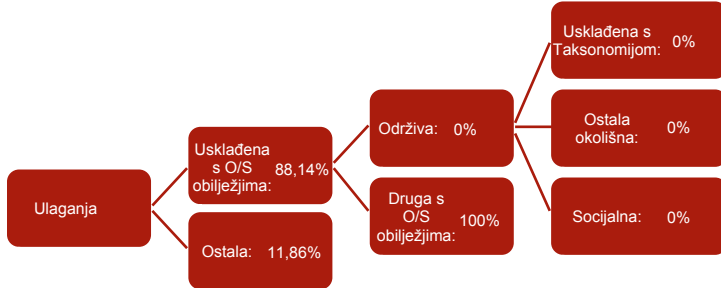 Ulaganja
Usklađena
s O/S
obilježjima: 88,14%
Ostala: 11,86%
Održiva: 0%
Druga s
O/S
obilježjima: 100%
Usklađena s
Taksonomijom: 0%
Ostala
okolišna: 0%
Socijalna: 0%